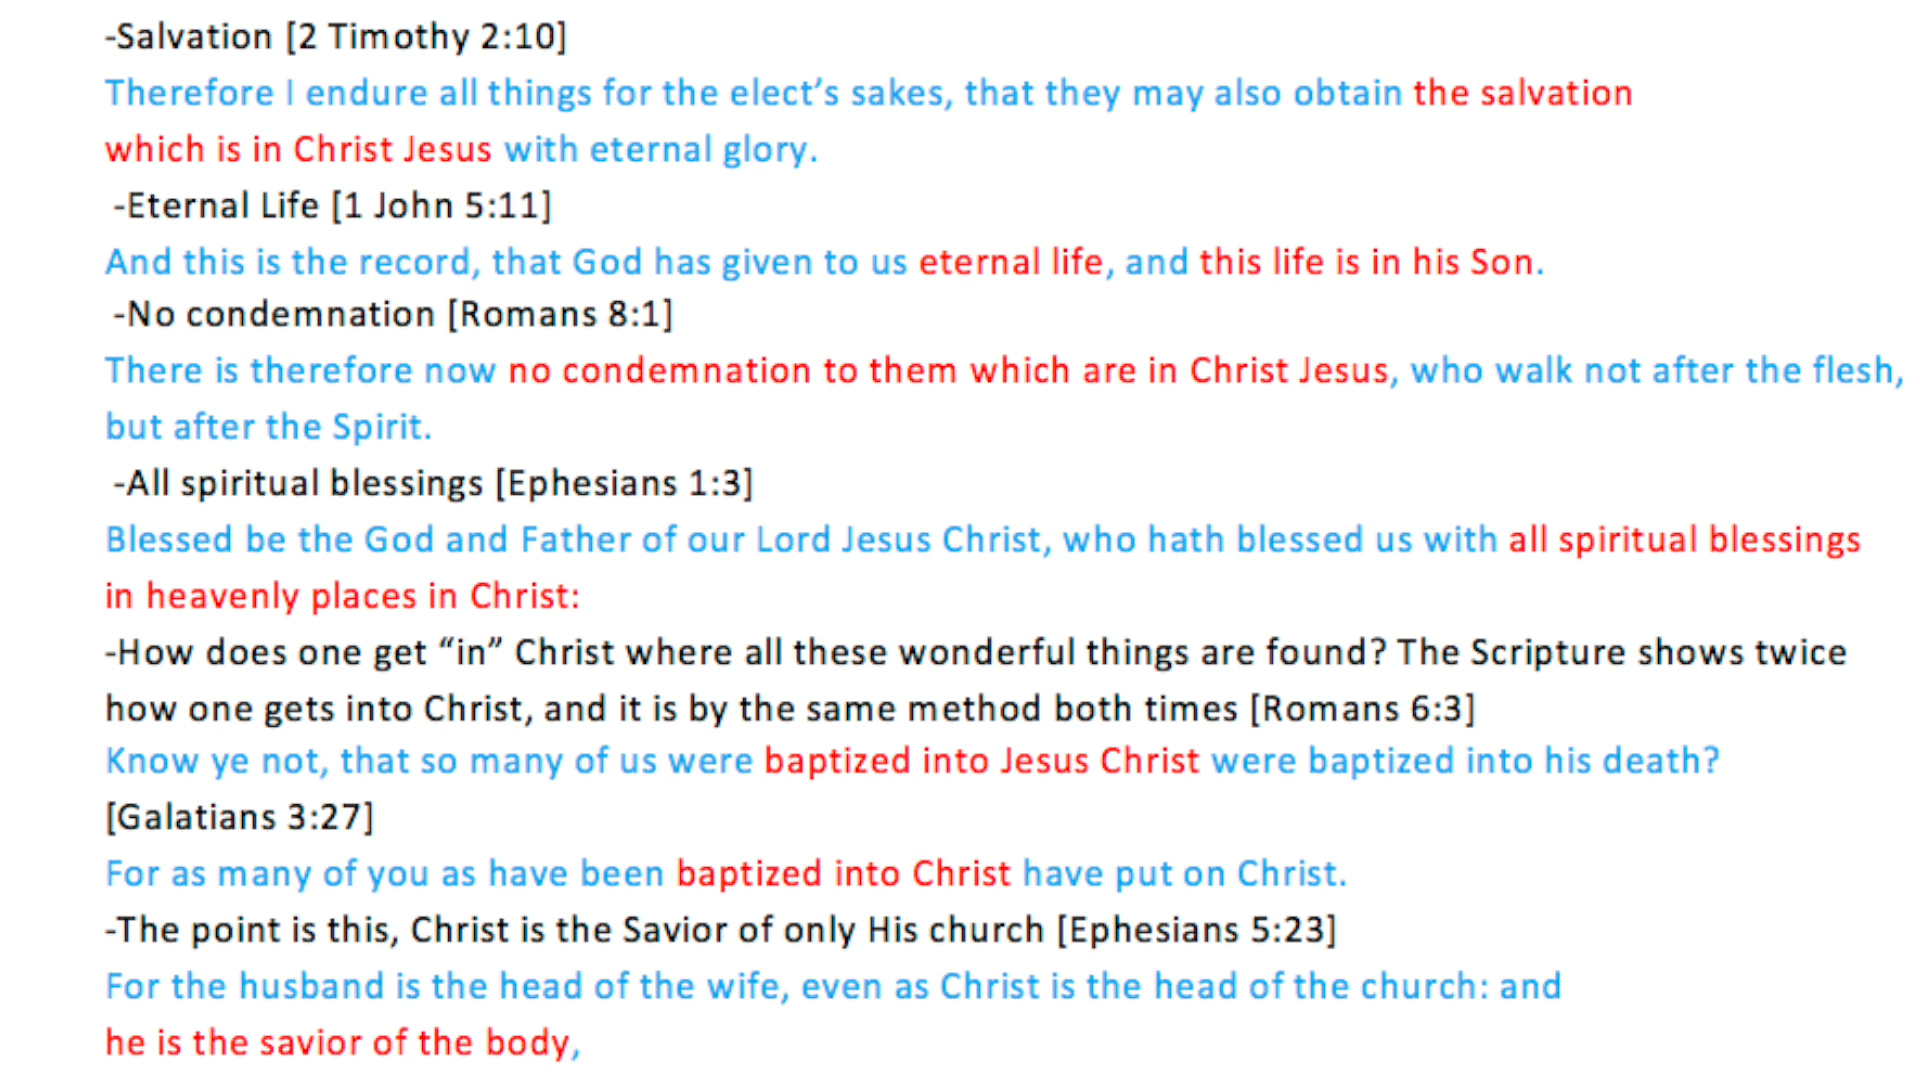 -Salvation [2 Timothy 2:10]
Therefore I endure all things for the elect’s sakes, that they may also obtain the salvation
which is in Christ Jesus with eternal glory.
-Eternal Life [1 John 5:11]
And this is the record, that God has given to us eternal life, and this life is in his Son.
-No condemnation [Romans 8:1]
There is therefore now no condemnation to them which are in Christ Jesus, who walk not after the flesh,
but after the Spirit.
-All spiritual blessings [Ephesians 1:3]
Blessed be the God and Father of our Lord Jesus Christ, who hath blessed us with all spiritual blessings
in heavenly places in Christ:
-How does one get “in” Christ where all these wonderful things are found? The Scripture shows twice
how one gets into Christ, and it is by the same method both times [Romans 6:3]
Know ye not, that so many of us were baptized into Jesus Christ were baptized into his death?
[Galatians 3:27]
For as many of you as have been baptized into Christ have put on Christ.
-The point is this, Christ is the Savior of only His church [Ephesians 5:23]
For the husband is the head of the wife, even as Christ is the head of the church: and
he is the savior of the body,